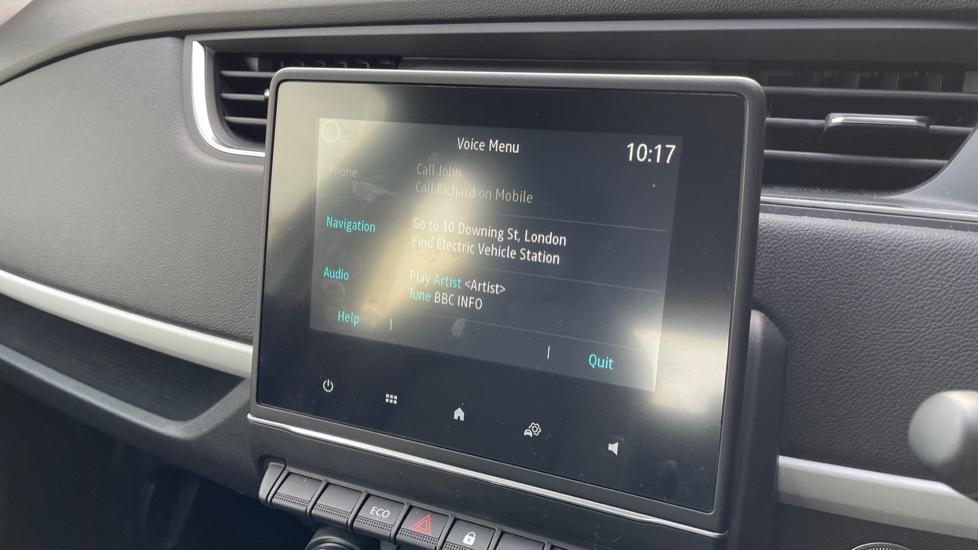 Voice Menu
10:17
Phone
Call John
Call Richard on Mobile
Navigation
Go to 10 Downing St, London
Find Electric Vehicle Station
Audio
Play Artist <Artist>
Tune BBC INFO
Help
Quit
ECO